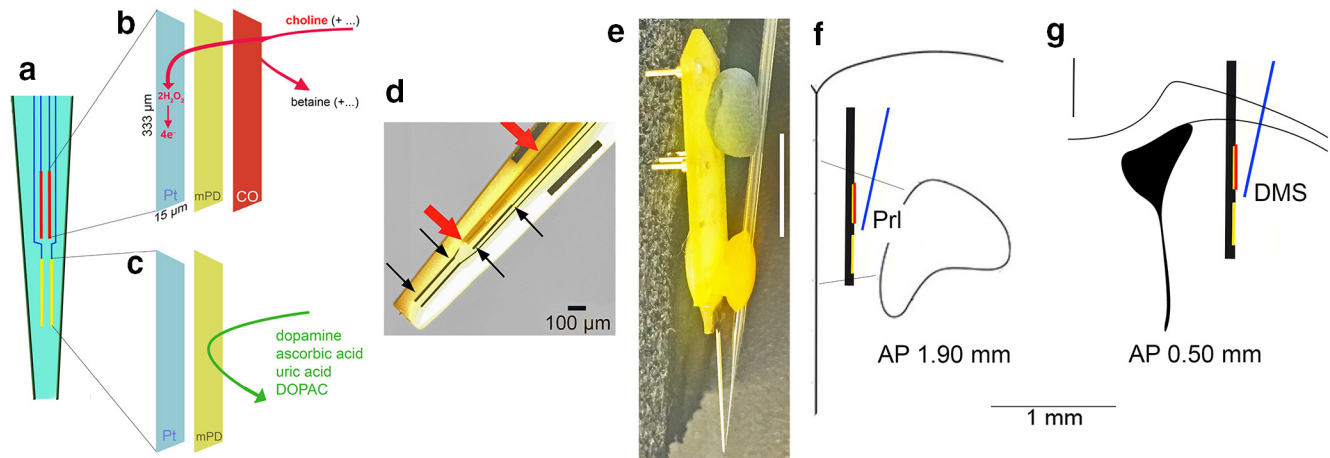 a
b
choline (+ ...)
2H₂O₂
4e⁻
betaine (+...)
333 µm
15 µm
Pt
mPD
CO
c
Pt
mPD
dopamine
ascorbic acid
uric acid
DOPAC
d
100 µm
e
f
Prl
AP 1.90 mm
g
DMS
AP 0.50 mm
1 mm